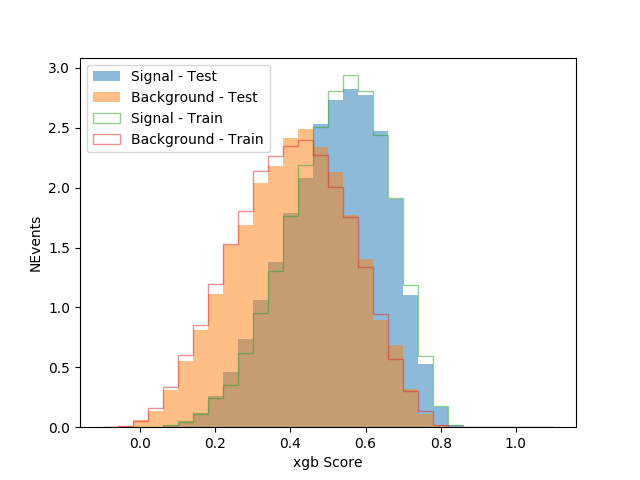 Signal - Test
Background - Test
Signal - Train
Background - Train
3.0
2.5
2.0
1.5
1.0
0.5
0.0
NEvents
0.0 0.2 0.4 0.6 0.8 1.0
xgb Score